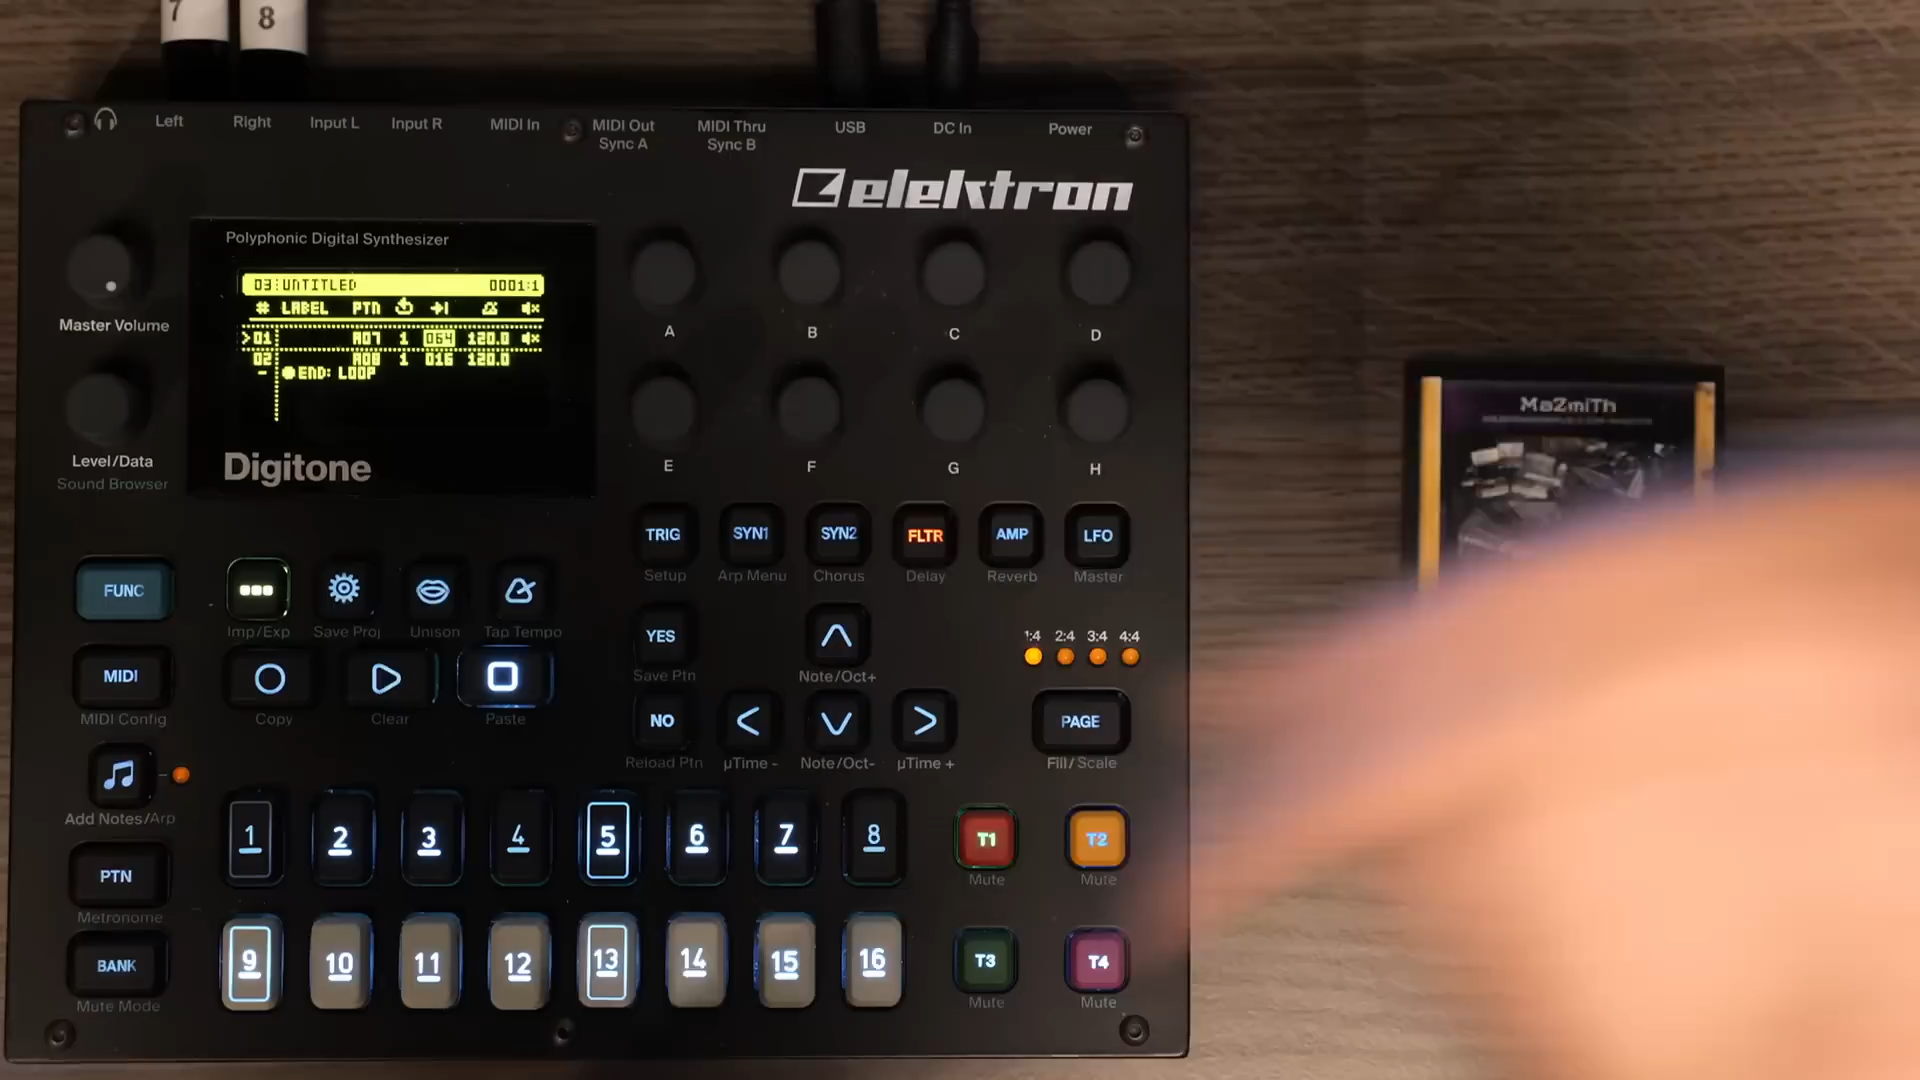 7 8
Left Right Input L Input R MIDI In MIDI Out MIDI Thru USB DC In Power
Sync A Sync B
elektron
Polyphonic Digital Synthesizer
03:UNTITLED 0001:1
# LABEL PTN
>01 A07 1 064 120.0
02 A08 1 016 120.0
- END: LOOP
Digitone
Master Volume
Level/Data
Sound Browser
A B C D
E F G H
MaZmiTh
TRIG SYN1 SYN2 FLTR AMP LFO
Setup Arp Menu Chorus Delay Reverb Master
FUNC
Imp/Exp Save Proj Unison Tap Tempo
YES
Save Ptn Note/Oct+
1:4 2:4 3:4 4:4
MIDI
MIDI Config Copy Clear Paste
NO PAGE
Reload Ptn µTime - Note/Oct- µTime + Fill/Scale
Add Notes/Arp
1 2 3 4 5 6 7 8 T1 T2
Mute Mute
PTN
Metronome
BANK
Mute Mode
9 10 11 12 13 14 15 16 T3 T4
Mute Mute